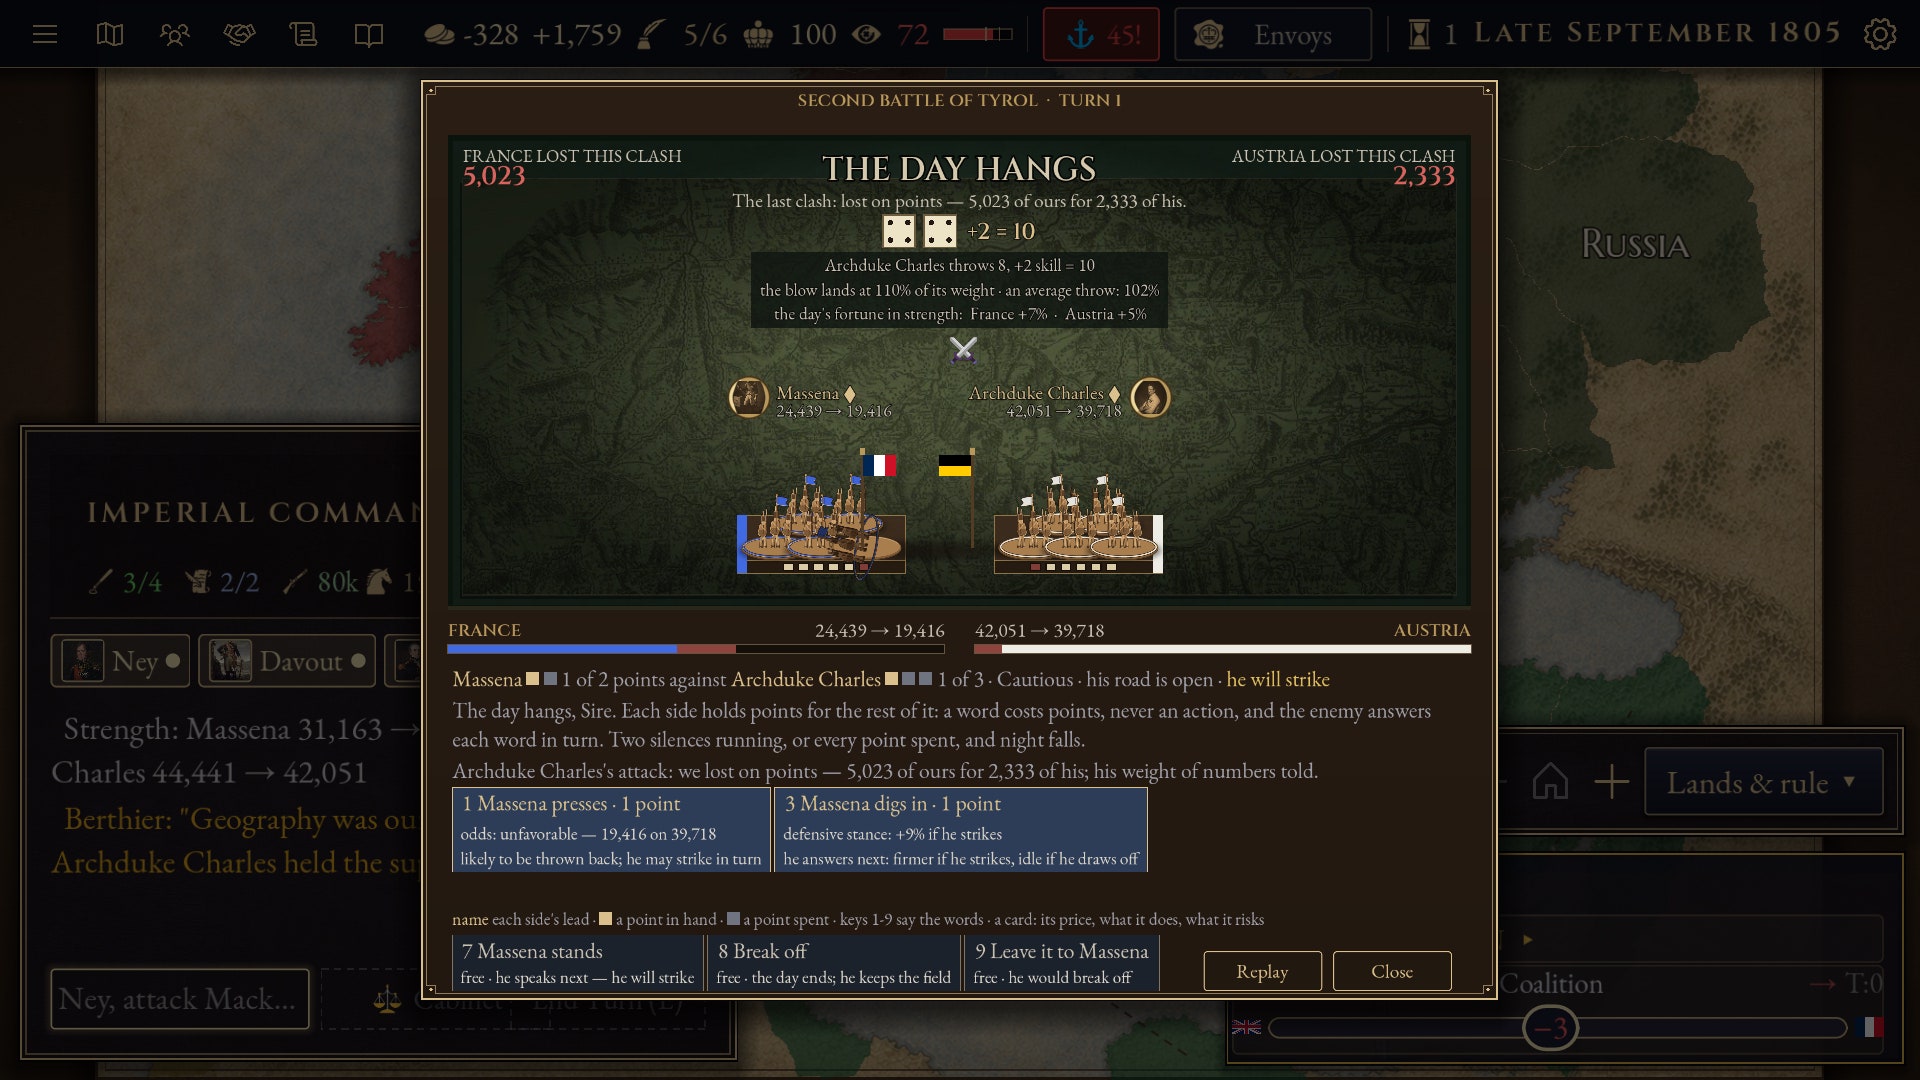 -328 +1,759 5/6 100 72 45! Envoys 1 Late September 1805
SECOND BATTLE OF TYROL · TURN 1
FRANCE LOST THIS CLASH
5,023
THE DAY HANGS
AUSTRIA LOST THIS CLASH
2,333
The last clash: lost on points — 5,023 of ours for 2,333 of his.
+2 = 10
Archduke Charles throws 8, +2 skill = 10
the blow lands at 110% of its weight · an average throw: 102%
the day's fortune in strength: France +7% · Austria +5%
Massena
24,439 → 19,416
Archduke Charles
42,051 → 39,718
FRANCE 24,439 → 19,416 42,051 → 39,718 AUSTRIA
Massena 1 of 2 points against Archduke Charles 1 of 3 · Cautious · his road is open · he will strike
The day hangs, Sire. Each side holds points for the rest of it: a word costs points, never an action, and the enemy answers
each word in turn. Two silences running, or every point spent, and night falls.
Archduke Charles's attack: we lost on points — 5,023 of ours for 2,333 of his; his weight of numbers told.
1 Massena presses · 1 point
odds: unfavorable — 19,416 on 39,718
likely to be thrown back; he may strike in turn
3 Massena digs in · 1 point
defensive stance: +9% if he strikes
he answers next: firmer if he strikes, idle if he draws off
name each side's lead · a point in hand · a point spent · keys 1-9 say the words · a card: its price, what it does, what it risks
7 Massena stands
free · he speaks next — he will strike
8 Break off
free · the day ends; he keeps the field
9 Leave it to Massena
free · he would break off
Replay
Close
Russia
IMPERIAL COMMAN
3/4 2/2 80k
Ney
Davout
Strength: Massena 31,163 →
Charles 44,441 → 42,051
Berthier: "Geography was ou
Archduke Charles held the su
Ney, attack Mack...
Cabinet
End Turn (E)
Lands & rule
Coalition → T:0
−3